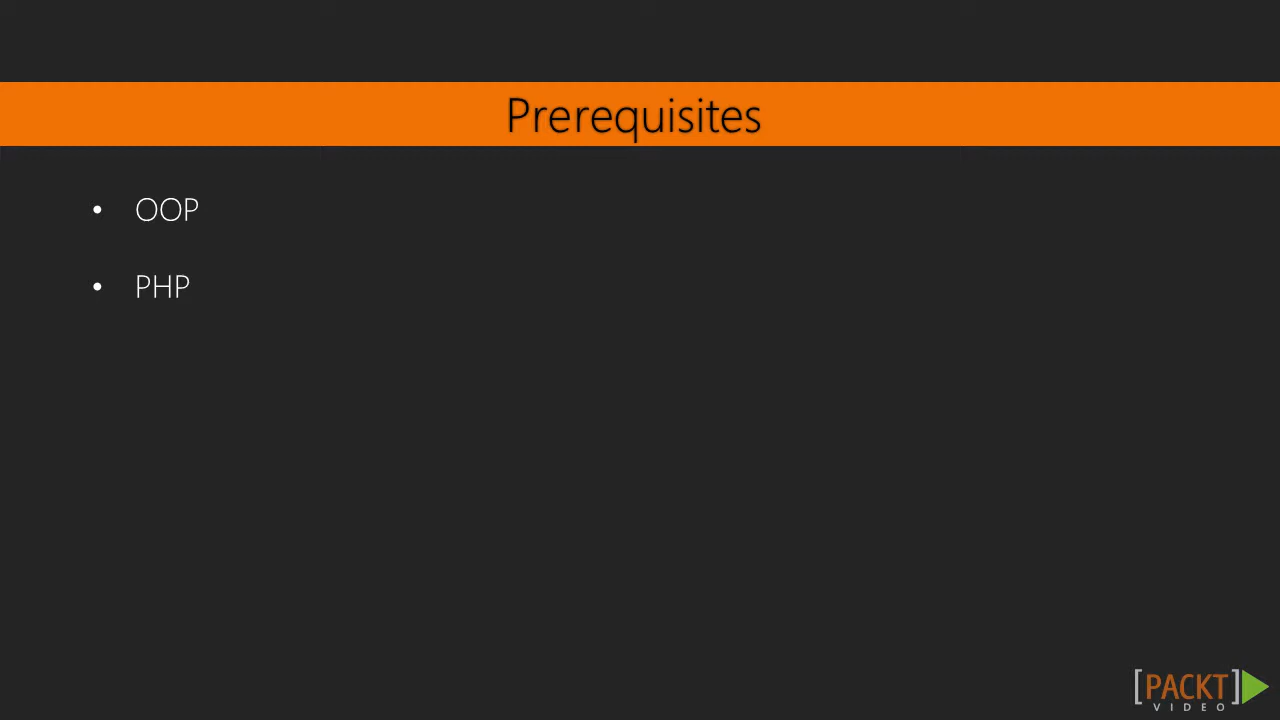 Prerequisites
• OOP
• PHP
[PACKT]
VIDEO